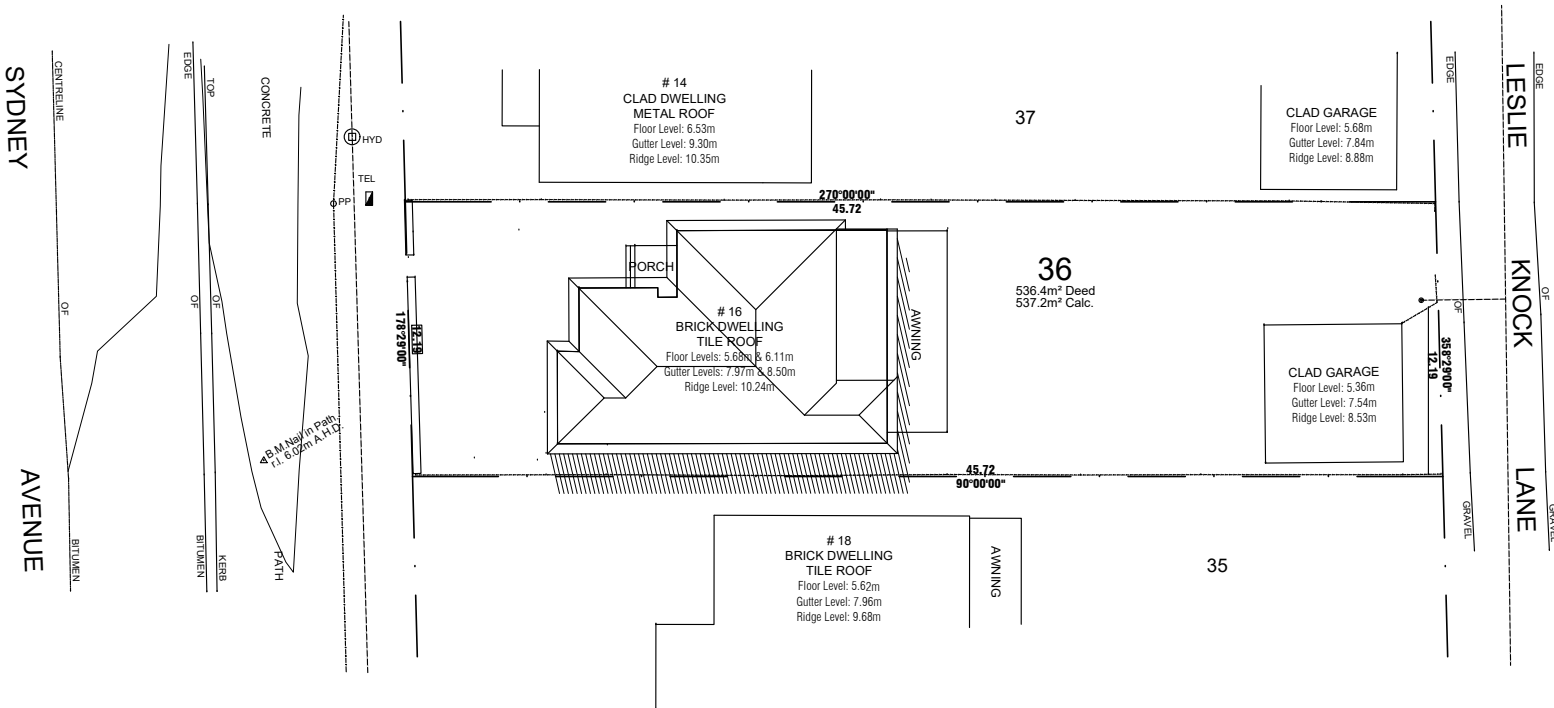 SYDNEY
AVENUE
CENTRELINE
OF
BITUMEN
EDGE
OF
BITUMEN
TOP
OF
KERB
CONCRETE
PATH
B.M.Nail in Path
r.l. 6.02m A.H.D.
HYD
TEL
PP
178°29'00"
12.19
# 14
CLAD DWELLING
METAL ROOF
Floor Level: 6.53m
Gutter Level: 9.30m
Ridge Level: 10.35m
37
CLAD GARAGE
Floor Level: 5.68m
Gutter Level: 7.84m
Ridge Level: 8.88m
270°00'00"
45.72
PORCH
# 16
BRICK DWELLING
TILE ROOF
Floor Levels: 5.68m & 6.11m
Gutter Levels: 7.97m & 8.50m
Ridge Level: 10.24m
AWNING
36
536.4m² Deed
537.2m² Calc.
CLAD GARAGE
Floor Level: 5.36m
Gutter Level: 7.54m
Ridge Level: 8.53m
358°29'00"
12.19
45.72
90°00'00"
# 18
BRICK DWELLING
TILE ROOF
Floor Level: 5.62m
Gutter Level: 7.96m
Ridge Level: 9.68m
AWNING
35
EDGE
OF
GRAVEL
LESLIE
KNOCK
LANE
EDGE
OF
GRAVEL